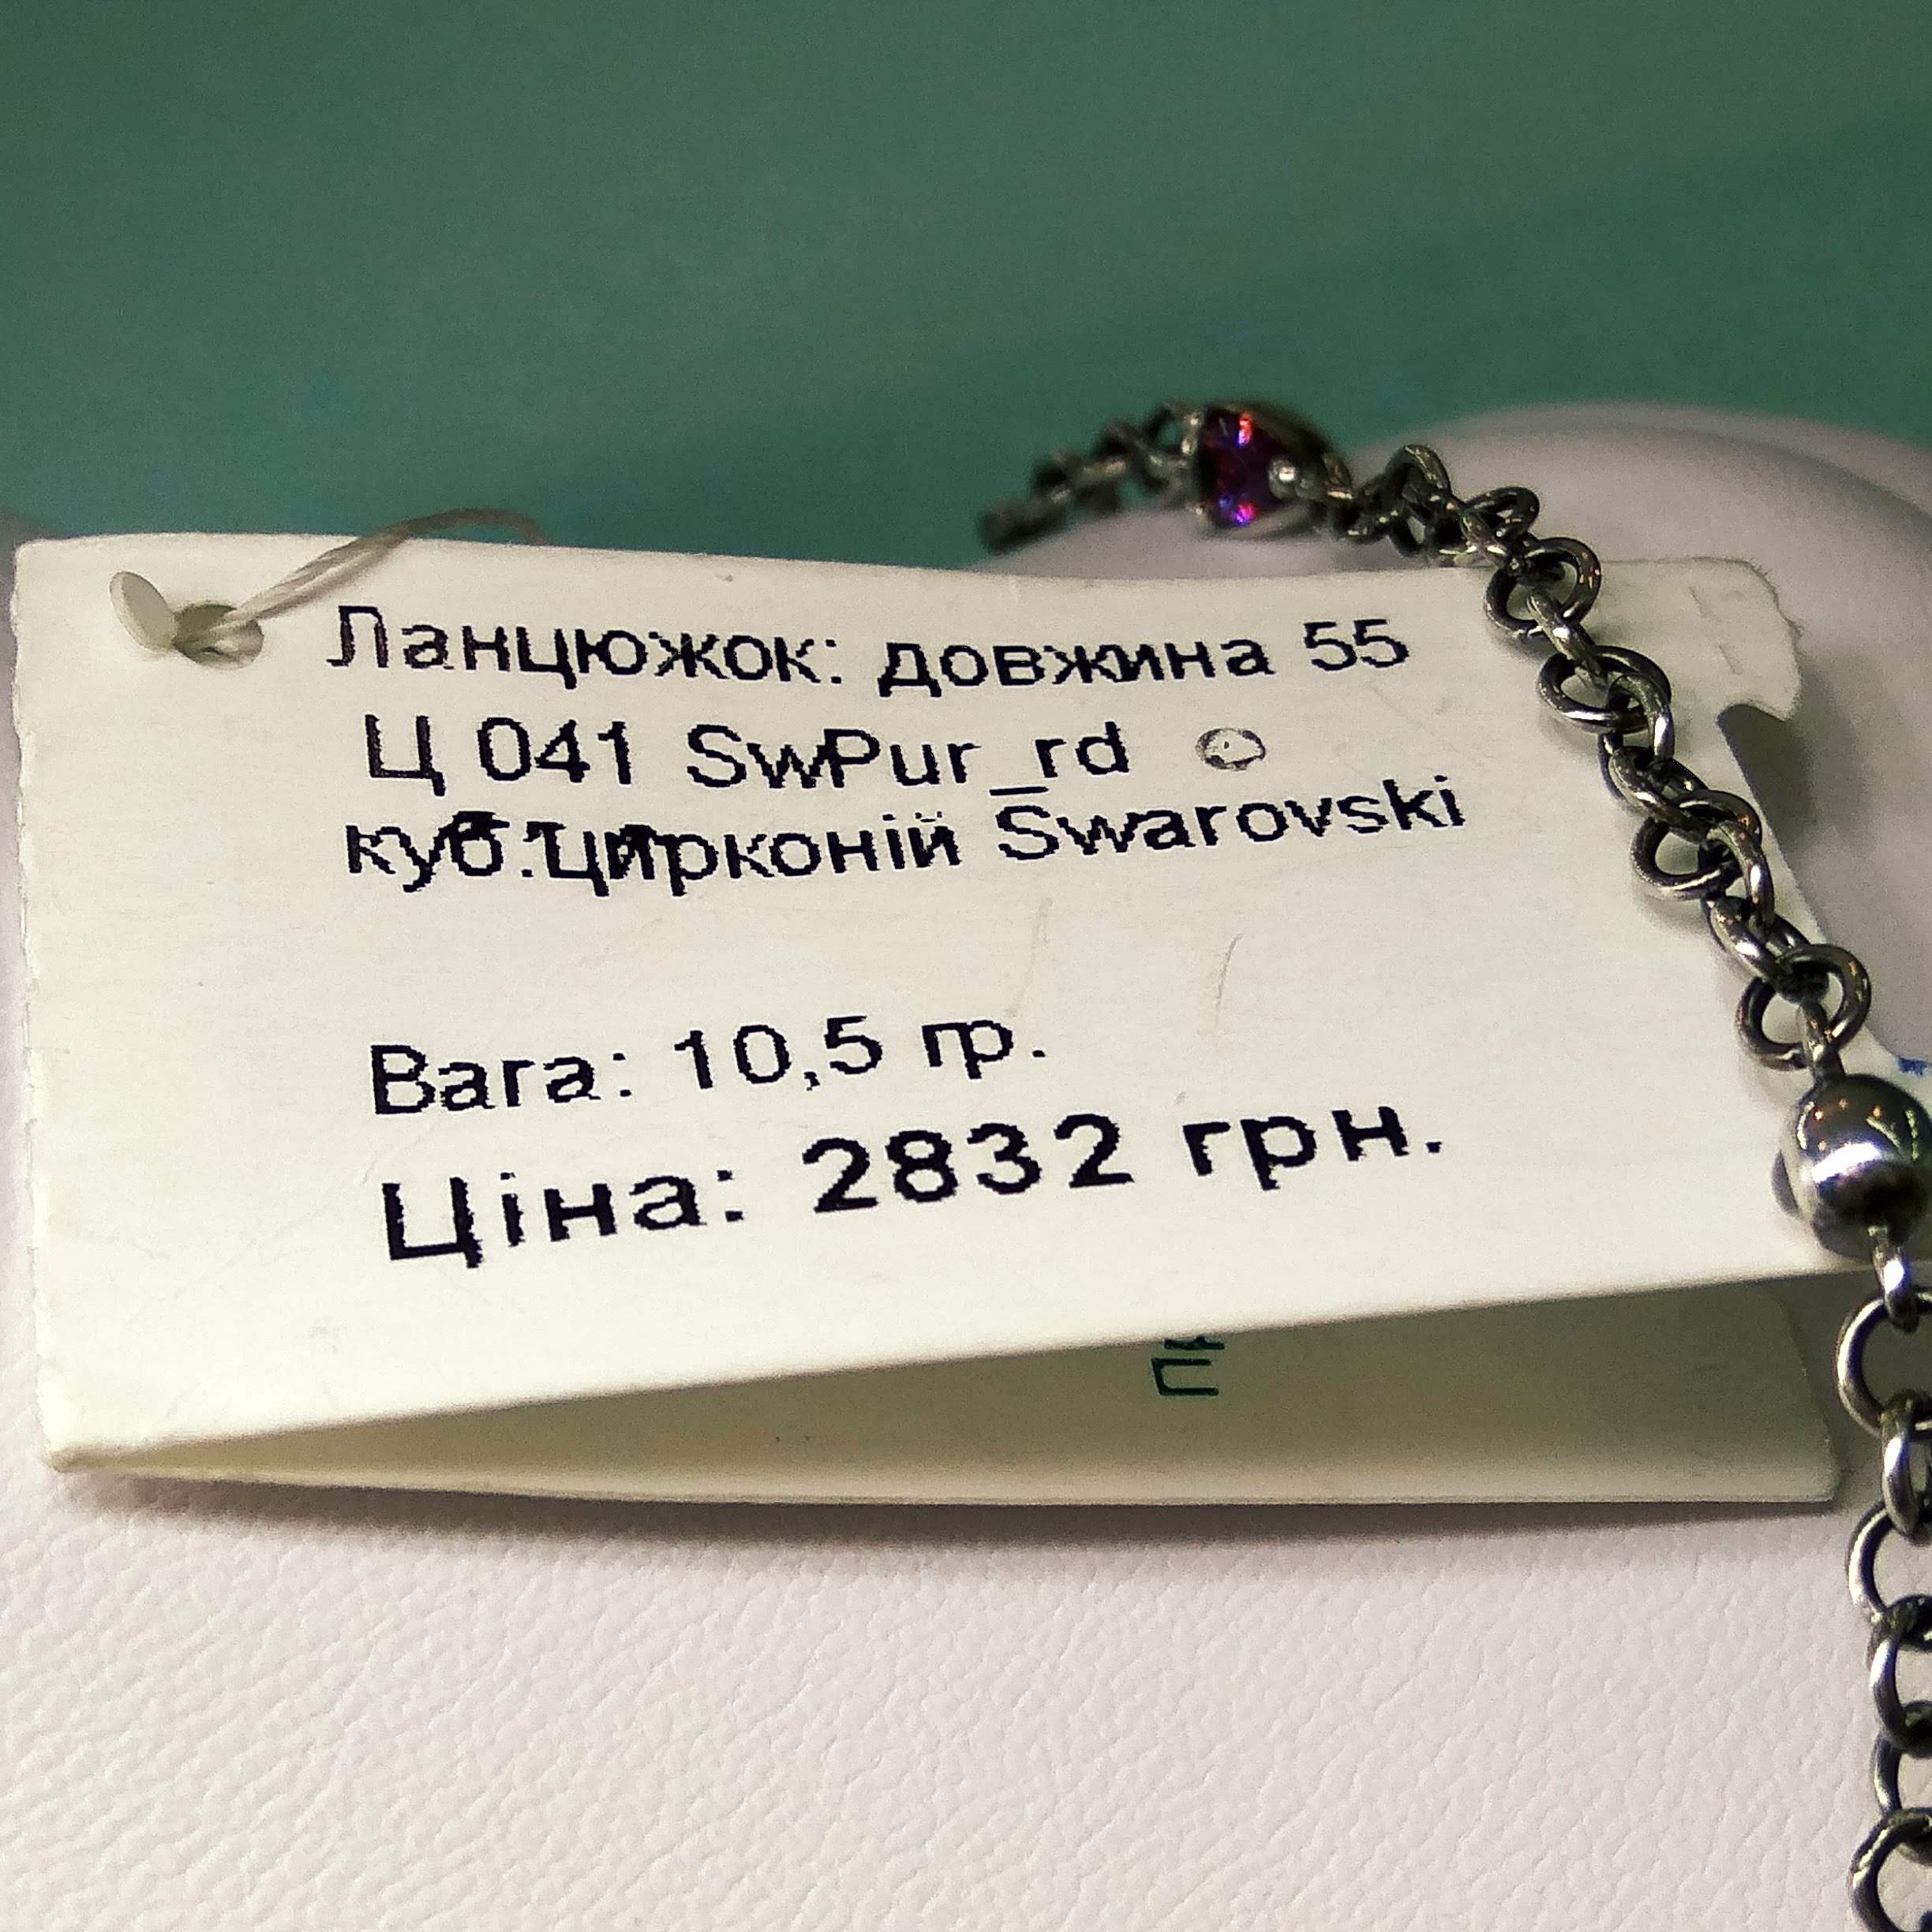 Ланцюжок: довжина 55
Ц 041 SwPur_rd
куб.цирконій Swarovski
Вага: 10,5 гр.
Ціна: 2832 грн.